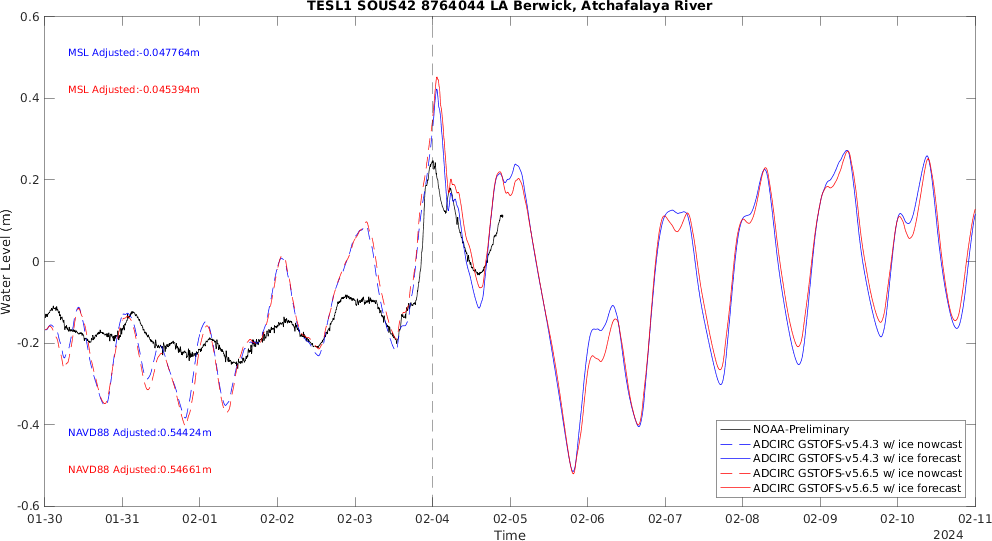 TESL1 SOUS42 8764044 LA Berwick, Atchafalaya River
0.6
0.4
0.2
0
-0.2
-0.4
-0.6
Water Level (m)
MSL Adjusted:-0.047764m
MSL Adjusted:-0.045394m
NAVD88 Adjusted:0.54424m
NAVD88 Adjusted:0.54661m
NOAA-Preliminary
ADCIRC GSTOFS-v5.4.3 w/ ice nowcast
ADCIRC GSTOFS-v5.4.3 w/ ice forecast
ADCIRC GSTOFS-v5.6.5 w/ ice nowcast
ADCIRC GSTOFS-v5.6.5 w/ ice forecast
01-30 01-31 02-01 02-02 02-03 02-04 02-05 02-06 02-07 02-08 02-09 02-10 02-11
Time
2024